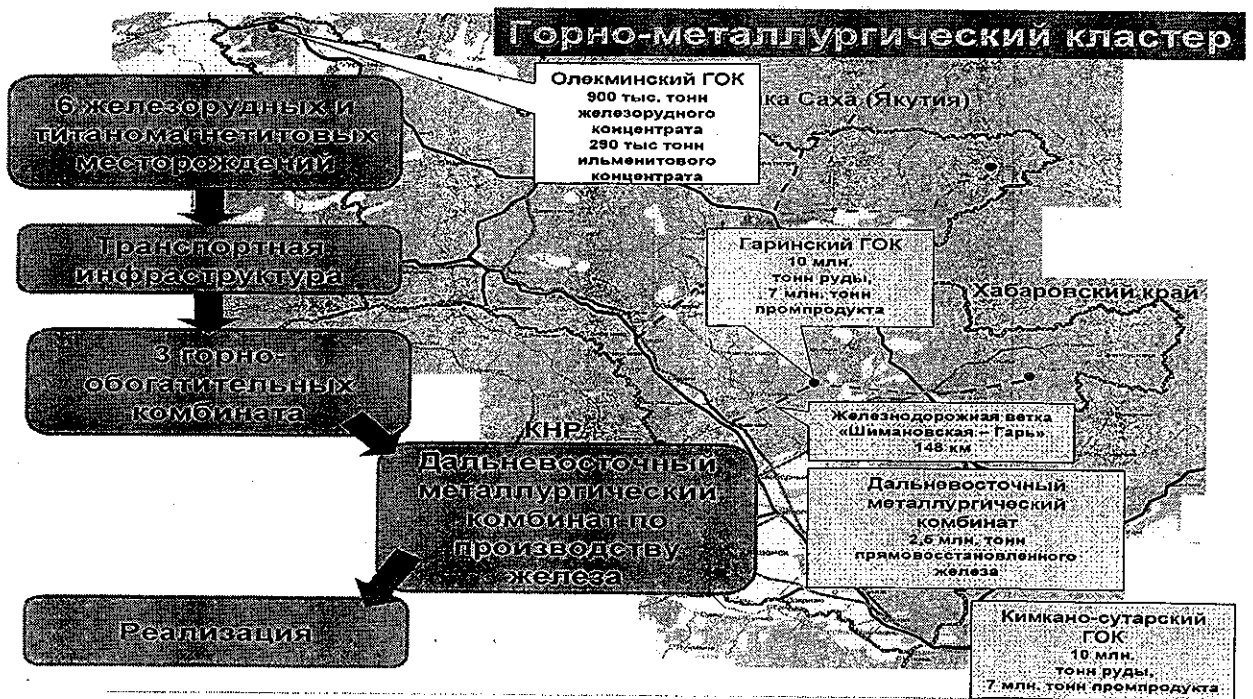 Горно-металлургический кластер
Олекминский ГОК
900 тыс. тонн
железорудного
концентрата
290 тыс тонн
ильменитового
концентрата
ка Саха (Якутия)
6 железорудных и
титаномагнетитовых
месторождений
Транспортная
инфраструктура
3 горно-
обогатительных
комбината
Гаринский ГОК
10 млн.
тонн руды,
7 млн. тонн
промпродукта
Хабаровский край
Железнодорожная ветка
«Шимановская – Гарь»
148 км
КНР
Дальневосточный
металлургический
комбинат по
производству
железа
Дальневосточный
металлургический
комбинат
2,6 млн. тонн
прямовосстановленного
железа
Реализация
Кимкано-сутарский
ГОК
10 млн.
тонн руды,
7 млн. тонн промпродукта